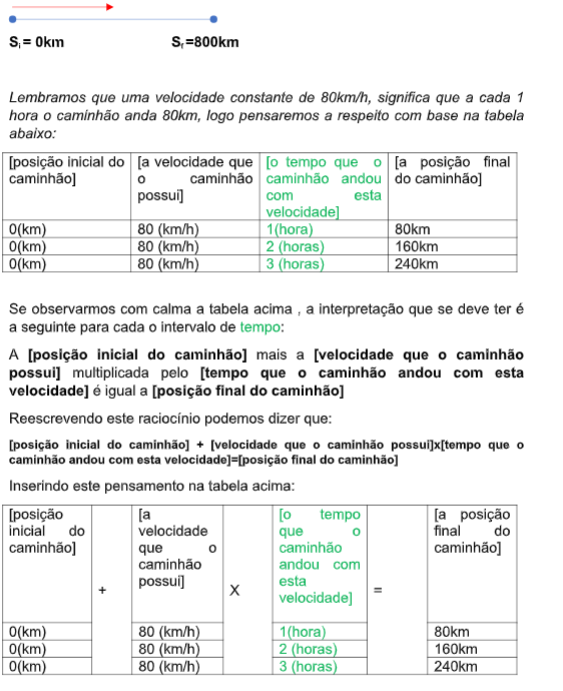 Si= 0km Sf=800km
Lembramos que uma velocidade constante de 80km/h, significa que a cada 1
hora o caminhão anda 80km, logo pensaremos a respeito com base na tabela
abaixo:
[posição inicial do caminhão] [a velocidade que o caminhão possui] [o tempo que o caminhão andou com esta velocidade] [a posição final do caminhão]
0(km) 80 (km/h) 1(hora) 80km
0(km) 80 (km/h) 2 (horas) 160km
0(km) 80 (km/h) 3 (horas) 240km
Se observarmos com calma a tabela acima , a interpretação que se deve ter é
a seguinte para cada o intervalo de tempo:
A [posição inicial do caminhão] mais a [velocidade que o caminhão
possui] multiplicada pelo [tempo que o caminhão andou com esta
velocidade] é igual a [posição final do caminhão]
Reescrevendo este raciocínio podemos dizer que:
[posição inicial do caminhão] + [velocidade que o caminhão possui]x[tempo que o
caminhão andou com esta velocidade]=[posição final do caminhão]
Inserindo este pensamento na tabela acima:
[posição inicial do caminhão] + [a velocidade que o caminhão possui] X [o tempo que o caminhão andou com esta velocidade] = [a posição final do caminhão]
0(km) 80 (km/h) 1(hora) 80km
0(km) 80 (km/h) 2 (horas) 160km
0(km) 80 (km/h) 3 (horas) 240km